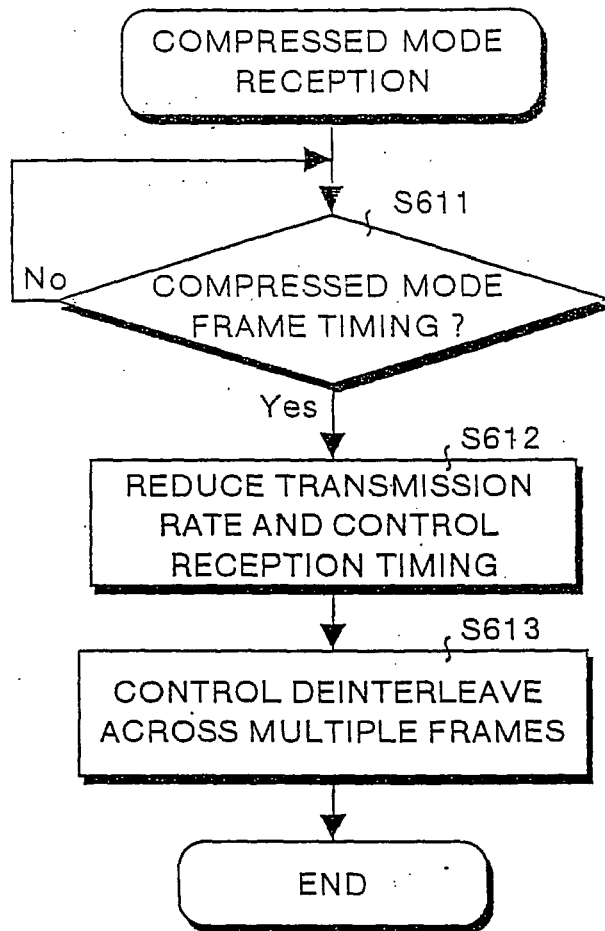 COMPRESSED MODE
RECEPTION
S611
No
COMPRESSED MODE
FRAME TIMING ?
Yes
S612
REDUCE TRANSMISSION
RATE AND CONTROL
RECEPTION TIMING
S613
CONTROL DEINTERLEAVE
ACROSS MULTIPLE FRAMES
END